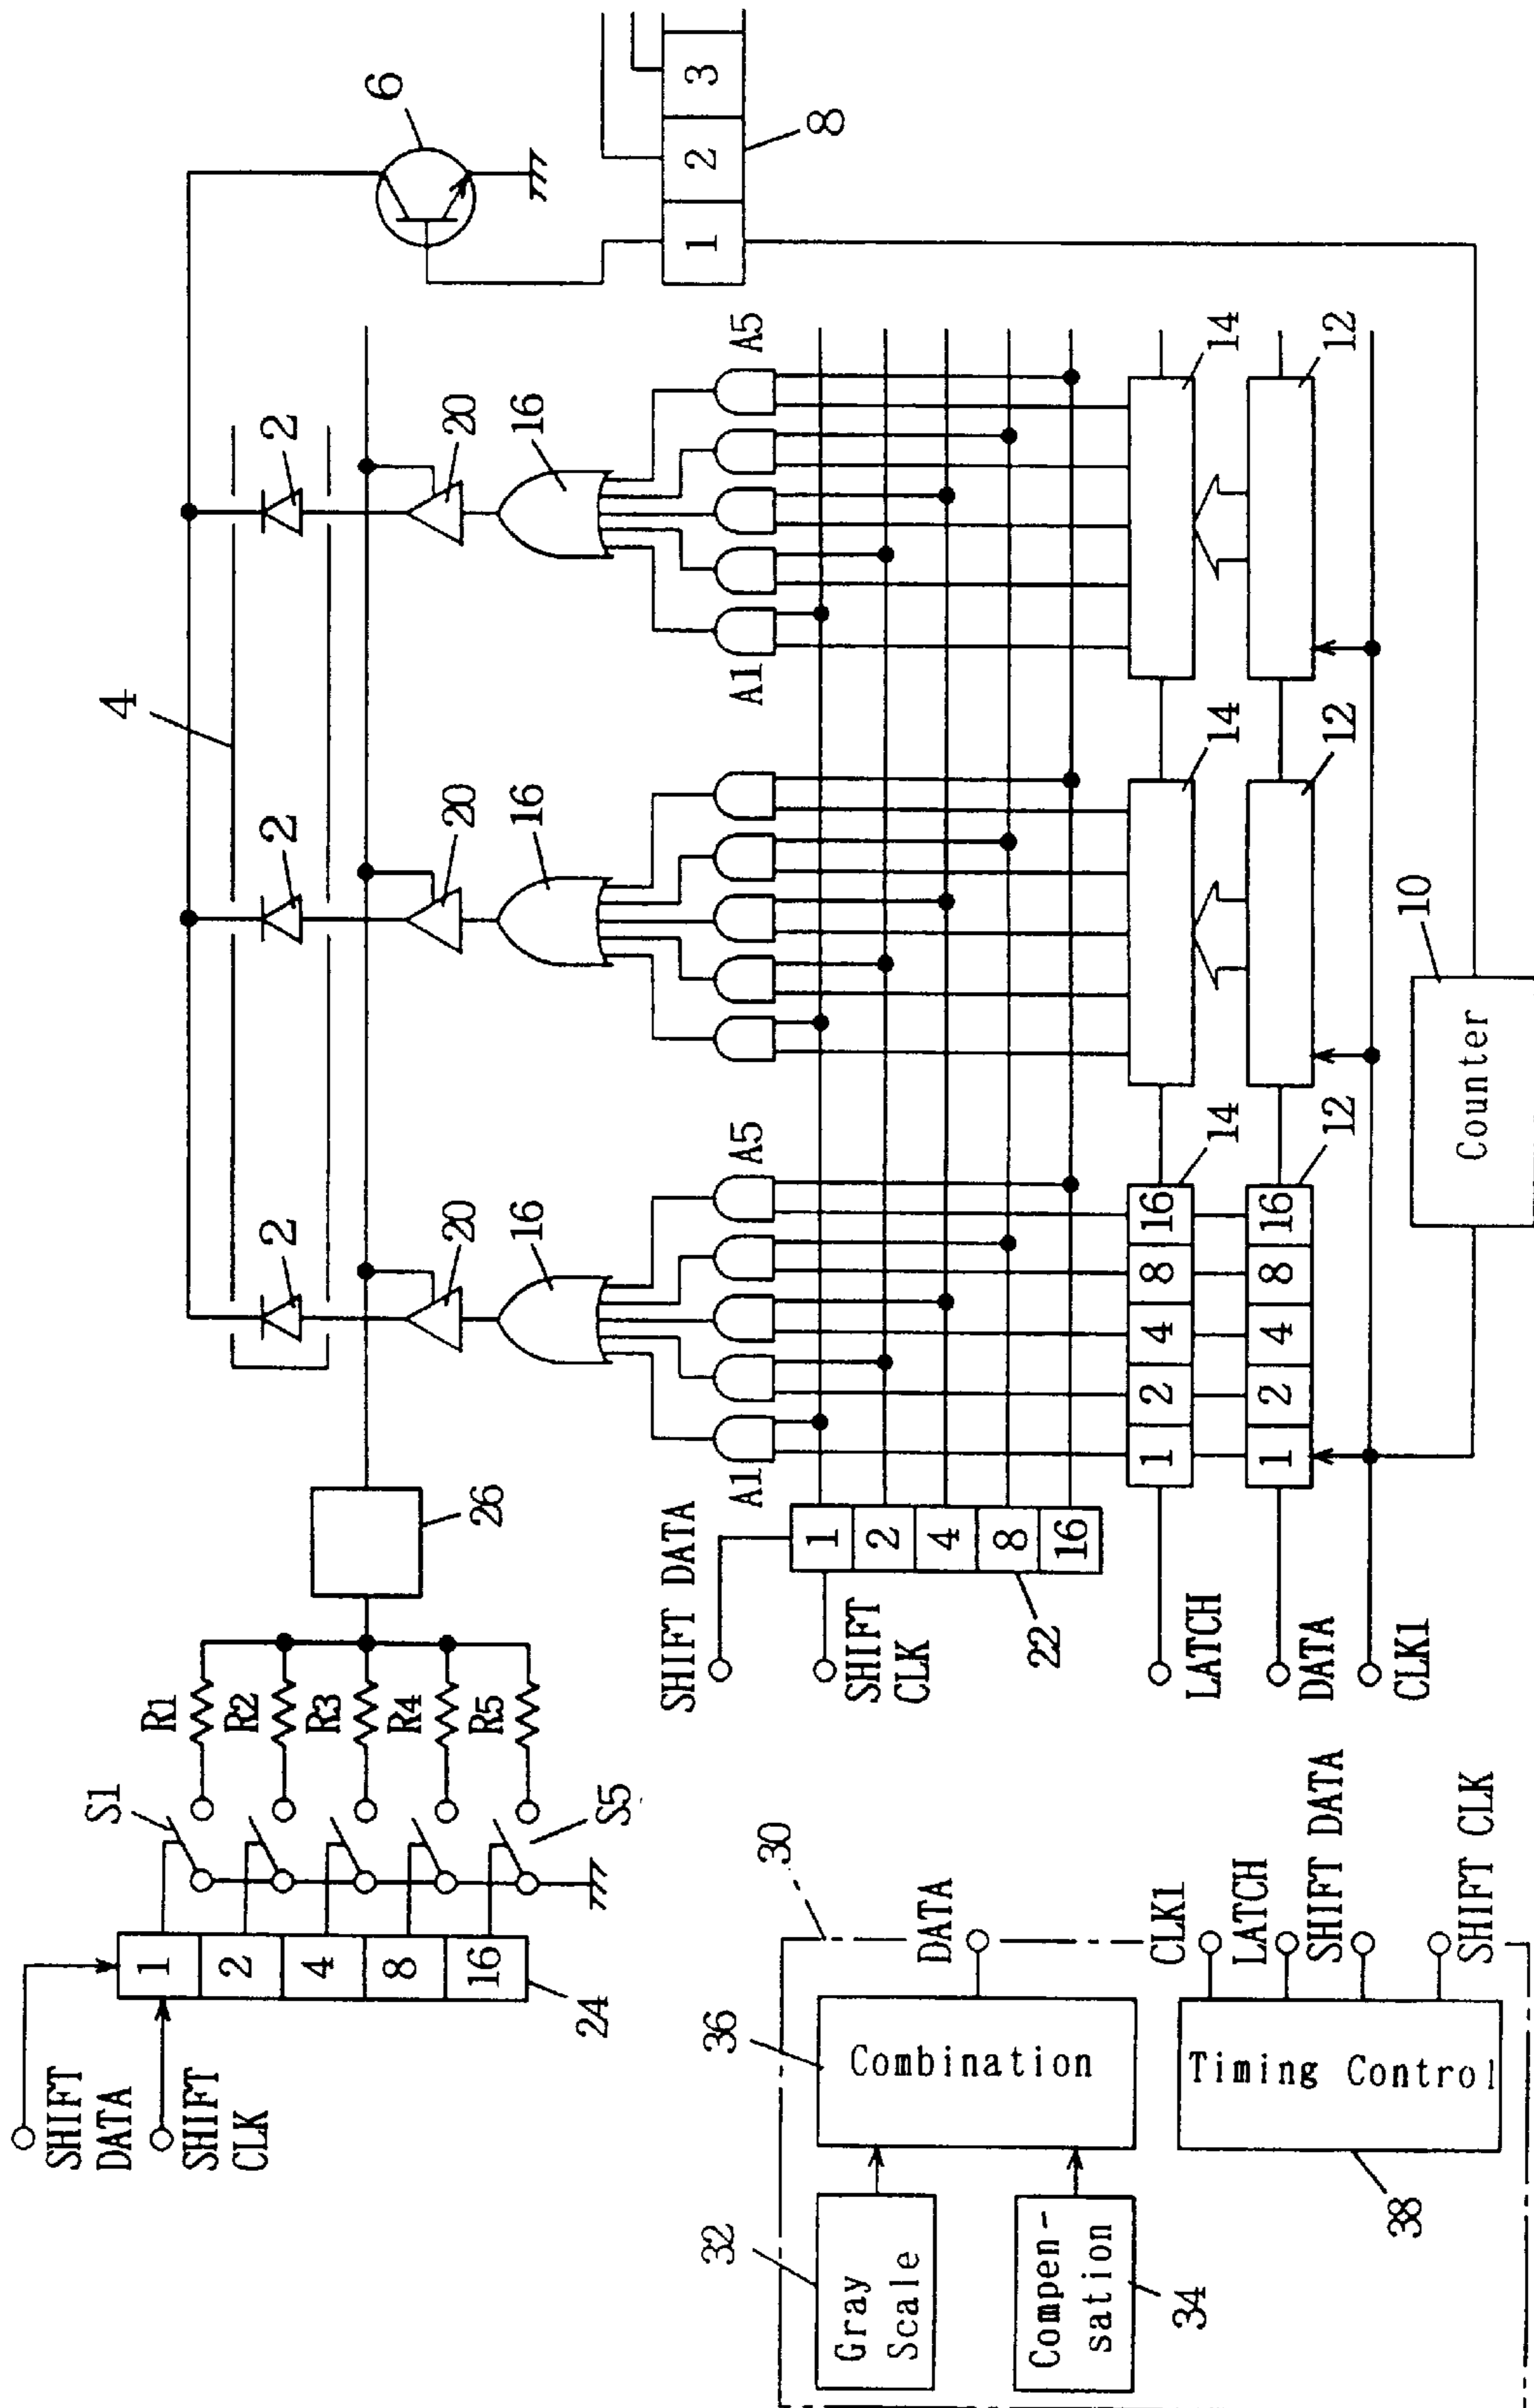 SHIFT
DATA
SHIFT
CLK
1
2
4
8
16
24
S1
S5
R1
R2
R3
R4
R5
26
4
2
2
2
20
20
20
16
16
16
6
1
2
3
8
A1
A5
A1
A5
SHIFT DATA
SHIFT
CLK
1
2
4
8
16
22
LATCH
1
2
4
8
16
14
14
14
DATA
1
2
4
8
16
12
12
12
CLK1
Counter
10
30
32
Gray
Scale
Compen-
sation
34
36
Combination
DATA
Timing Control
38
CLK1
LATCH
SHIFT DATA
SHIFT CLK